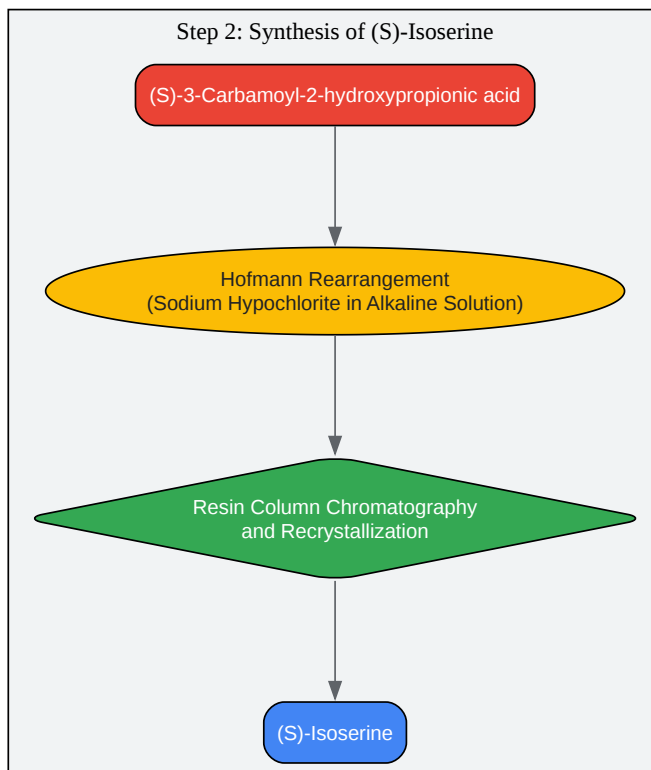 Step 2: Synthesis of (S)-Isoserine
(S)-3-Carbamoyl-2-hydroxypropionic acid
Hofmann Rearrangement
(Sodium Hypochlorite in Alkaline Solution)
Resin Column Chromatography
and Recrystallization
(S)-Isoserine